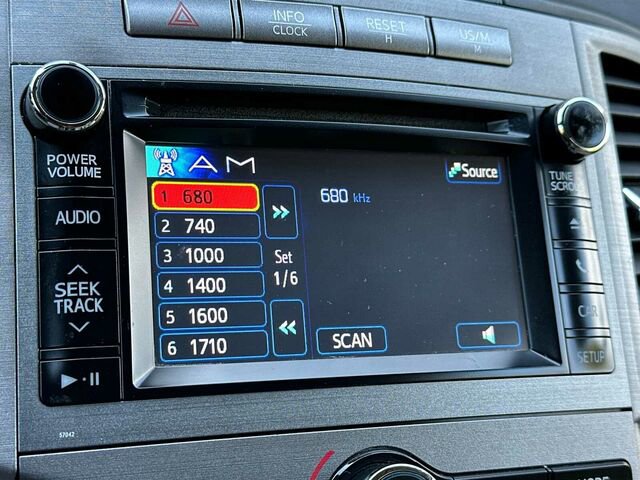 INFO
CLOCK
RESET
H
US/M.
M
POWER
VOLUME
AUDIO
SEEK
TRACK
57042
AM
Source
1 680
2 740
3 1000
4 1400
5 1600
6 1710
Set
1/6
680 kHz
SCAN
TUNE
SCROLL
CAR
SETUP